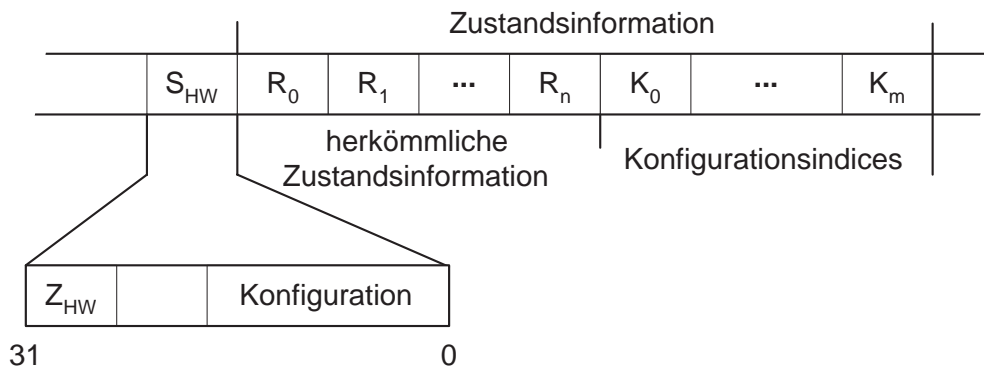 Zustandsinformation
S_HW R_0 R_1 ... R_n K_0 ... K_m
herkömmliche
Zustandsinformation
Konfigurationsindices
Z_HW Konfiguration
31 0